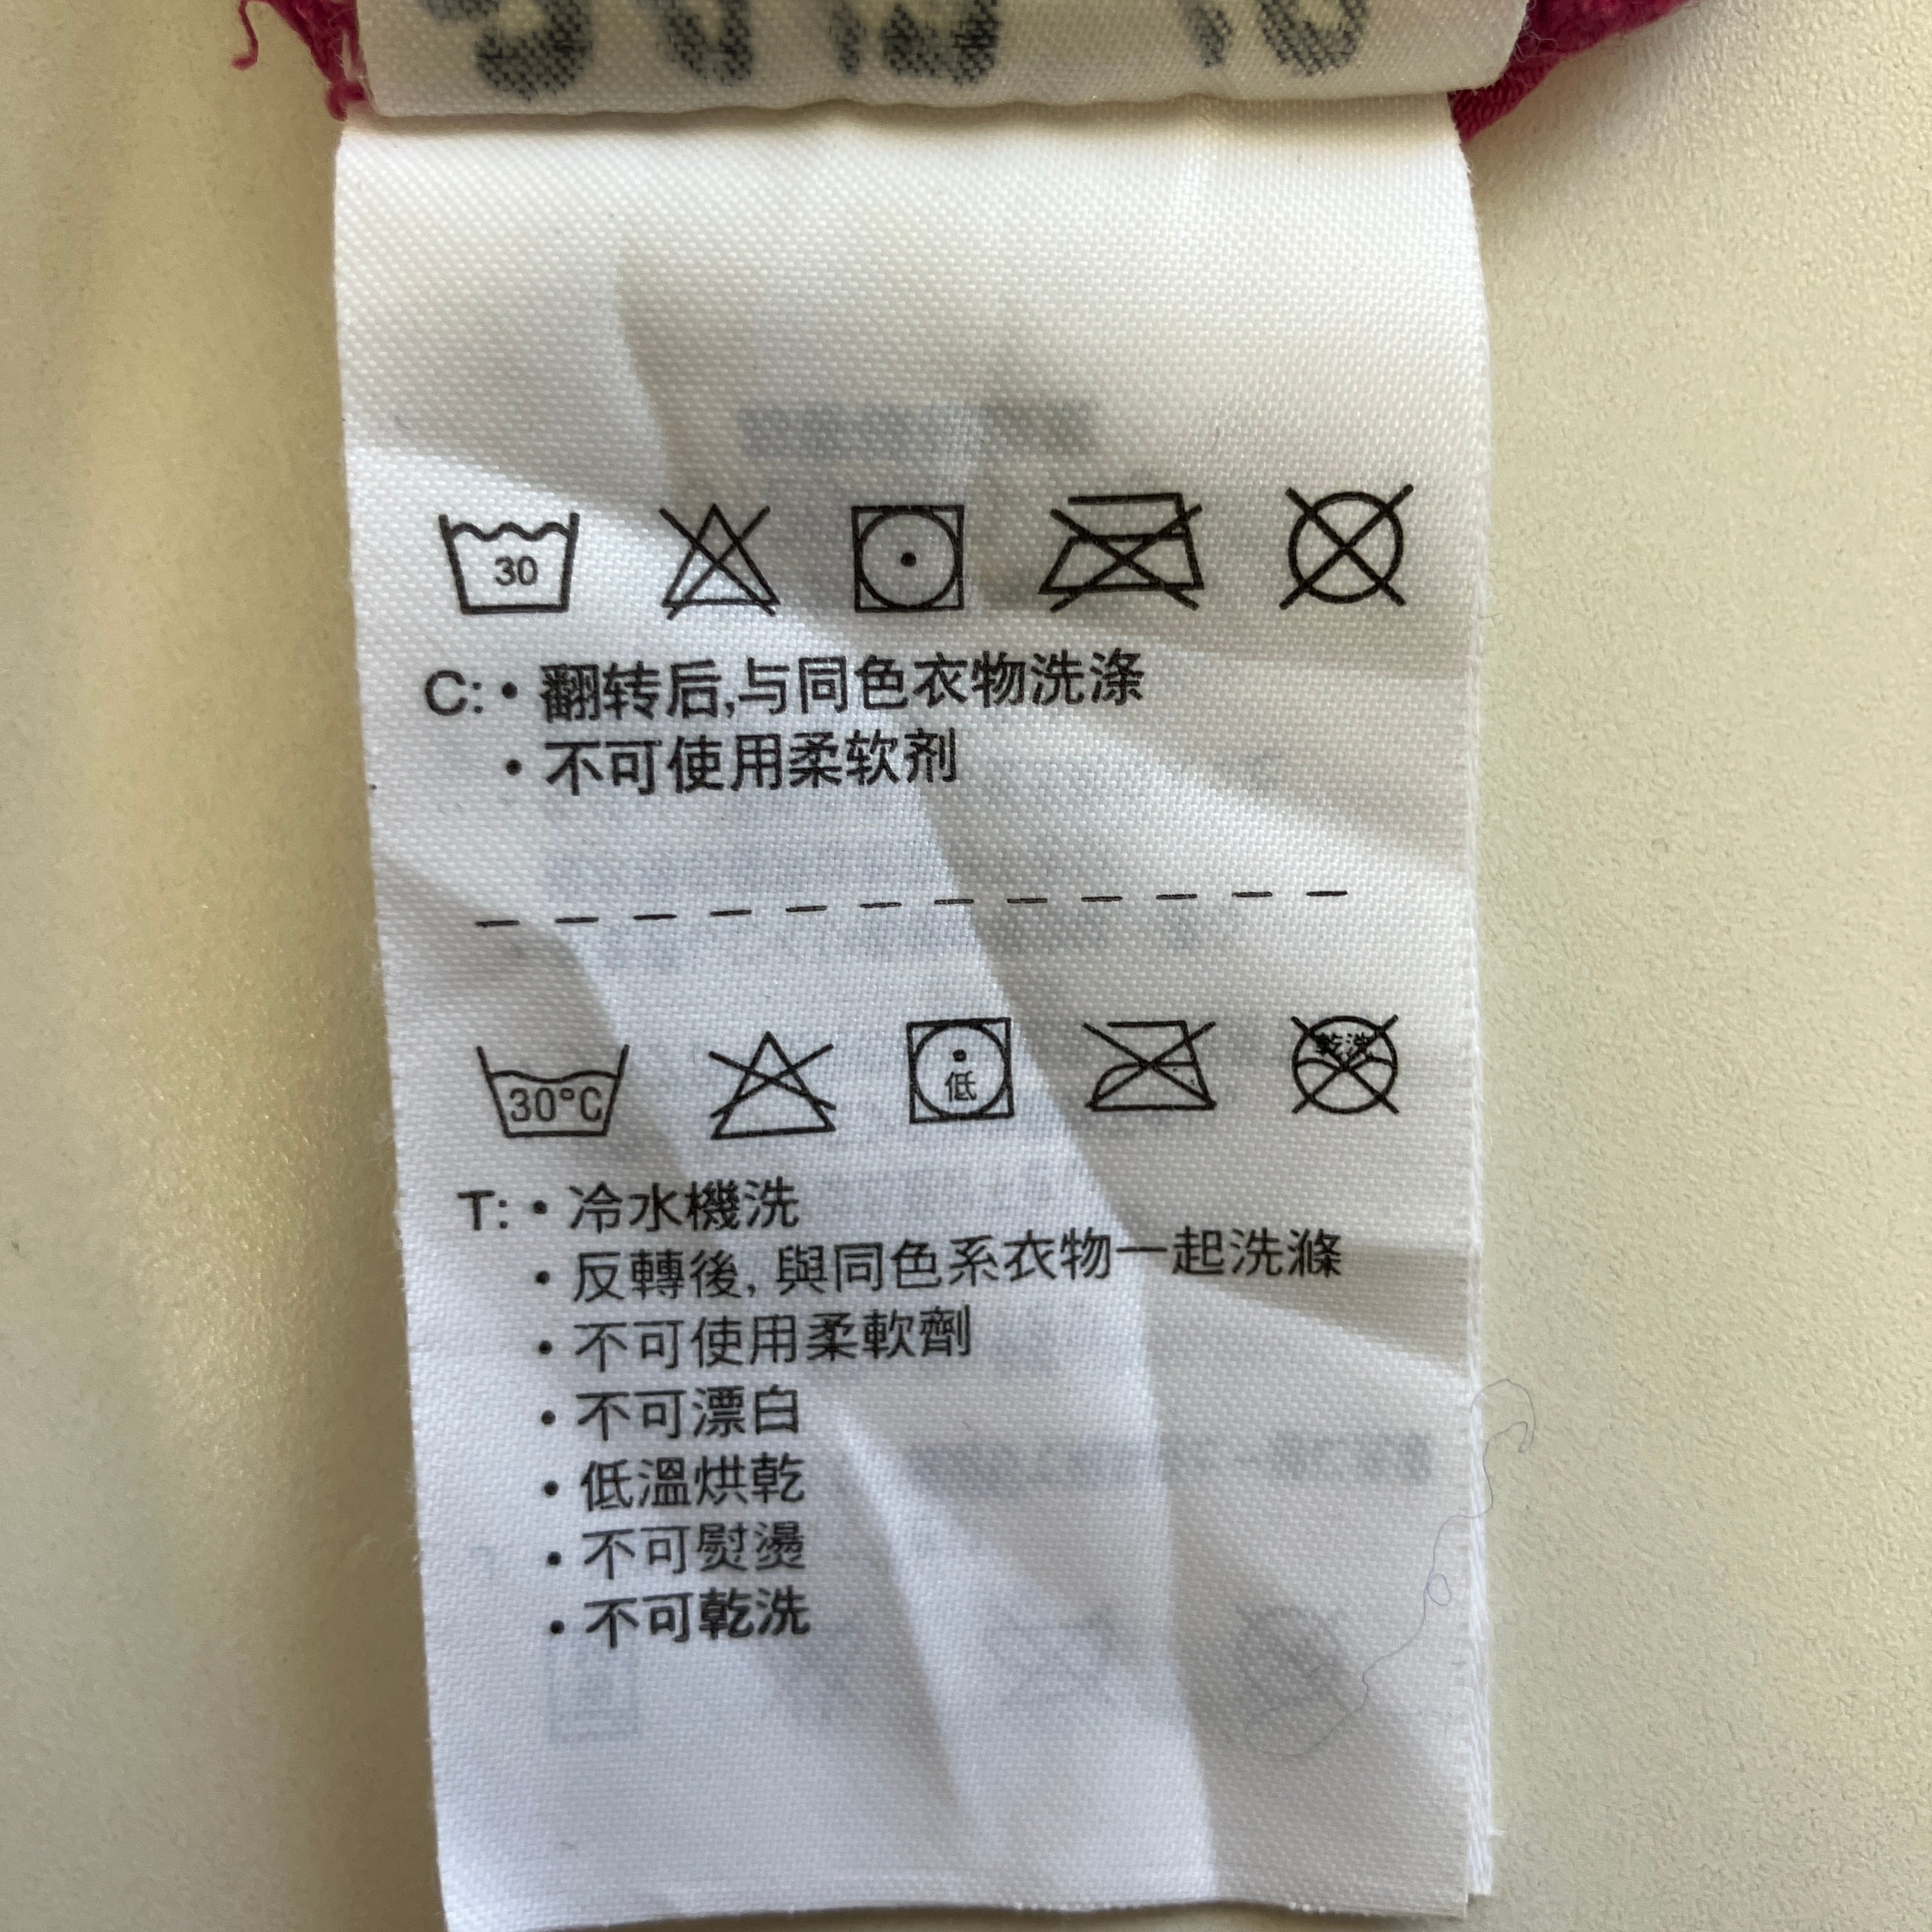 30
C: • 翻转后,与同色衣物洗涤
• 不可使用柔软剂
30°C 低 乾洗
T: • 冷水機洗
• 反轉後, 與同色系衣物一起洗滌
• 不可使用柔軟劑
• 不可漂白
• 低溫烘乾
• 不可熨燙
• 不可乾洗